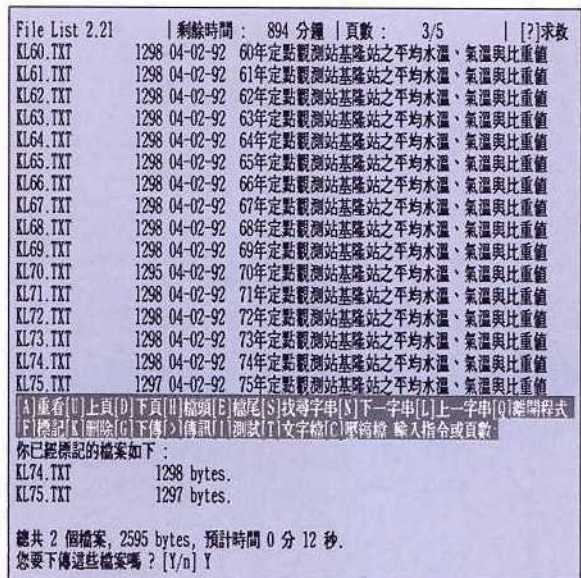 File List 2.21 |剩餘時間 : 894 分鐘 |頁數 : 3/5 | [?]求救
KL60.TXT 1298 04-02-92 60年定點觀測站基隆站之平均水溫、氣溫與比重值
KL61.TXT 1298 04-02-92 61年定點觀測站基隆站之平均水溫、氣溫與比重值
KL62.TXT 1298 04-02-92 62年定點觀測站基隆站之平均水溫、氣溫與比重值
KL63.TXT 1298 04-02-92 63年定點觀測站基隆站之平均水溫、氣溫與比重值
KL64.TXT 1298 04-02-92 64年定點觀測站基隆站之平均水溫、氣溫與比重值
KL65.TXT 1298 04-02-92 65年定點觀測站基隆站之平均水溫、氣溫與比重值
KL66.TXT 1298 04-02-92 66年定點觀測站基隆站之平均水溫、氣溫與比重值
KL67.TXT 1298 04-02-92 67年定點觀測站基隆站之平均水溫、氣溫與比重值
KL68.TXT 1298 04-02-92 68年定點觀測站基隆站之平均水溫、氣溫與比重值
KL69.TXT 1298 04-02-92 69年定點觀測站基隆站之平均水溫、氣溫與比重值
KL70.TXT 1295 04-02-92 70年定點觀測站基隆站之平均水溫、氣溫與比重值
KL71.TXT 1298 04-02-92 71年定點觀測站基隆站之平均水溫、氣溫與比重值
KL72.TXT 1298 04-02-92 72年定點觀測站基隆站之平均水溫、氣溫與比重值
KL73.TXT 1298 04-02-92 73年定點觀測站基隆站之平均水溫、氣溫與比重值
KL74.TXT 1298 04-02-92 74年定點觀測站基隆站之平均水溫、氣溫與比重值
KL75.TXT 1297 04-02-92 75年定點觀測站基隆站之平均水溫、氣溫與比重值
[A]重看[U]上頁[D]下頁[H]檔頭[E]檔尾[S]找尋字串[N]下一字串[L]上一字串[Q]離開程式
[F]標記[K]刪除[G]下傳[>]傳訊[!]測試[T]文字檔[C]壓縮檔 輸入指令或頁數:
你已經標記的檔案如下 :
KL74.TXT 1298 bytes.
KL75.TXT 1297 bytes.
總共 2 個檔案, 2595 bytes, 預計時間 0 分 12 秒.
您要下傳這些檔案嗎 ? [Y/n] Y